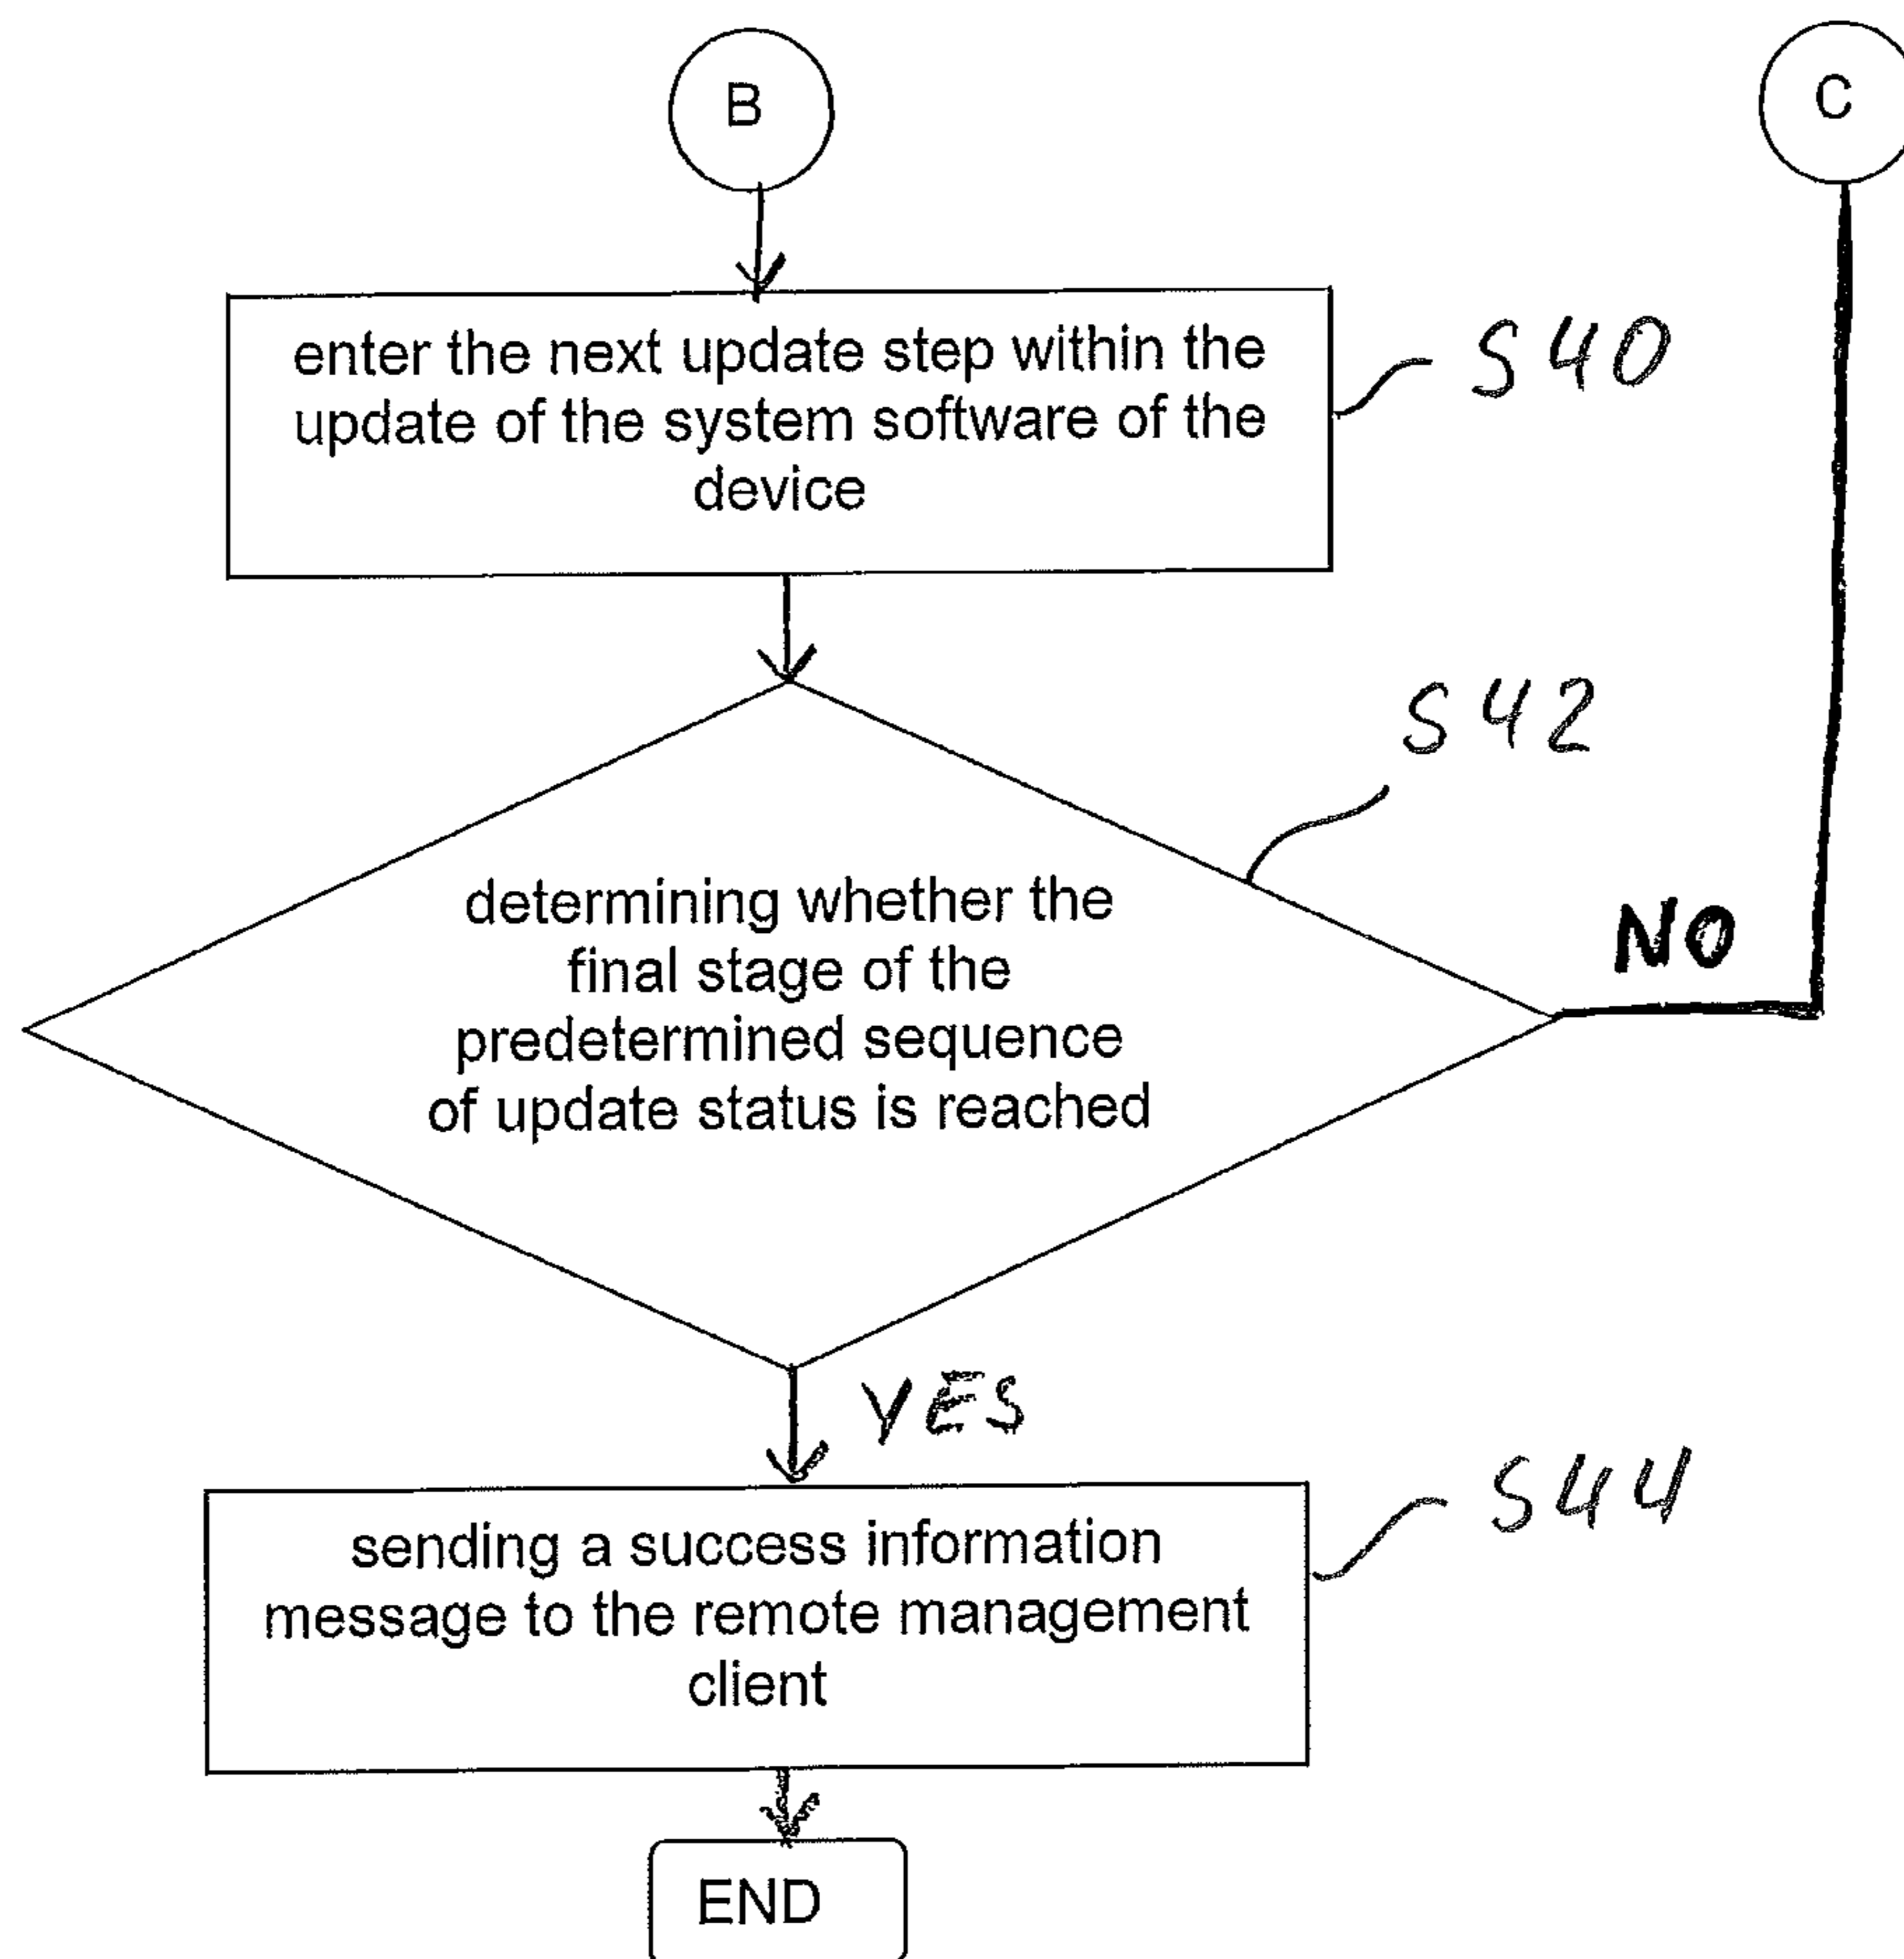 B
C
enter the next update step within the
update of the system software of the
device
S40
S42
determining whether the
final stage of the
predetermined sequence
of update status is reached
NO
YES
sending a success information
message to the remote management
client
S44
END